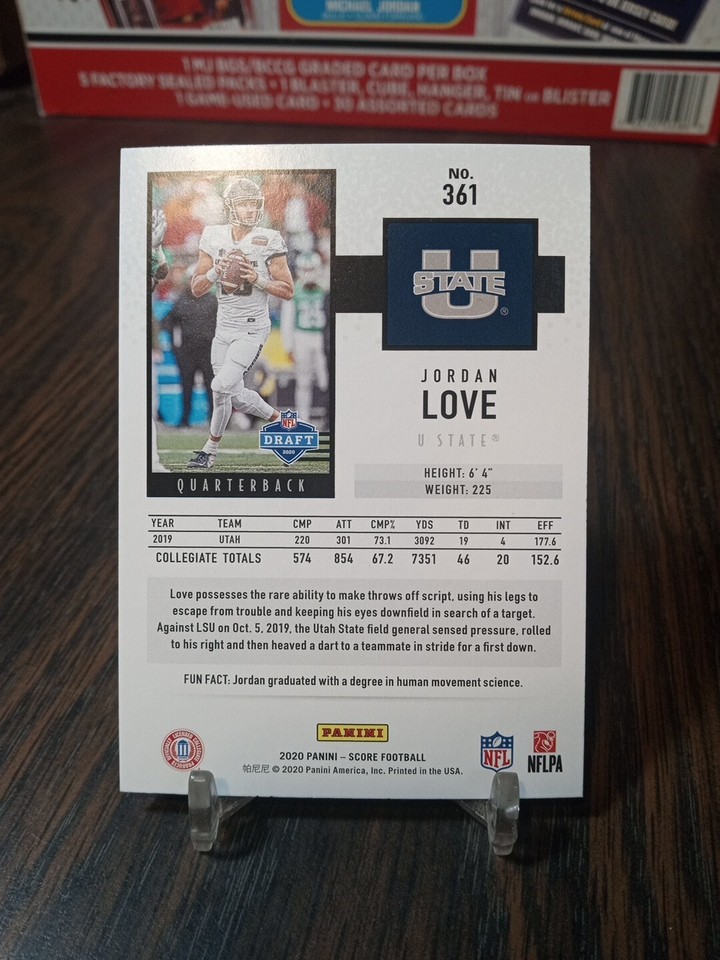 MICHAEL JORDAN
1 MJ BGS/BCCG GRADED CARD PER BOX
5 FACTORY SEALED PACKS • 1 BLASTER, CUBE, HANGER, TIN OR BLISTER
1 GAME-USED CARD • 30 ASSORTED CARDS
NO.
361
U
STATE®
JORDAN
LOVE
U STATE®
HEIGHT: 6' 4"
WEIGHT: 225
NFL
DRAFT
2020
QUARTERBACK
YEAR TEAM CMP ATT CMP% YDS TD INT EFF
2019 UTAH 220 301 73.1 3092 19 4 177.6
COLLEGIATE TOTALS 574 854 67.2 7351 46 20 152.6
Love possesses the rare ability to make throws off script, using his legs to
escape from trouble and keeping his eyes downfield in search of a target.
Against LSU on Oct. 5, 2019, the Utah State field general sensed pressure, rolled
to his right and then heaved a dart to a teammate in stride for a first down.
FUN FACT: Jordan graduated with a degree in human movement science.
PANINI
2020 PANINI – SCORE FOOTBALL
帕尼尼 © 2020 Panini America, Inc. Printed in the USA.
OFFICIALLY LICENSED COLLEGIATE PRODUCTS
NFL
NFLPA